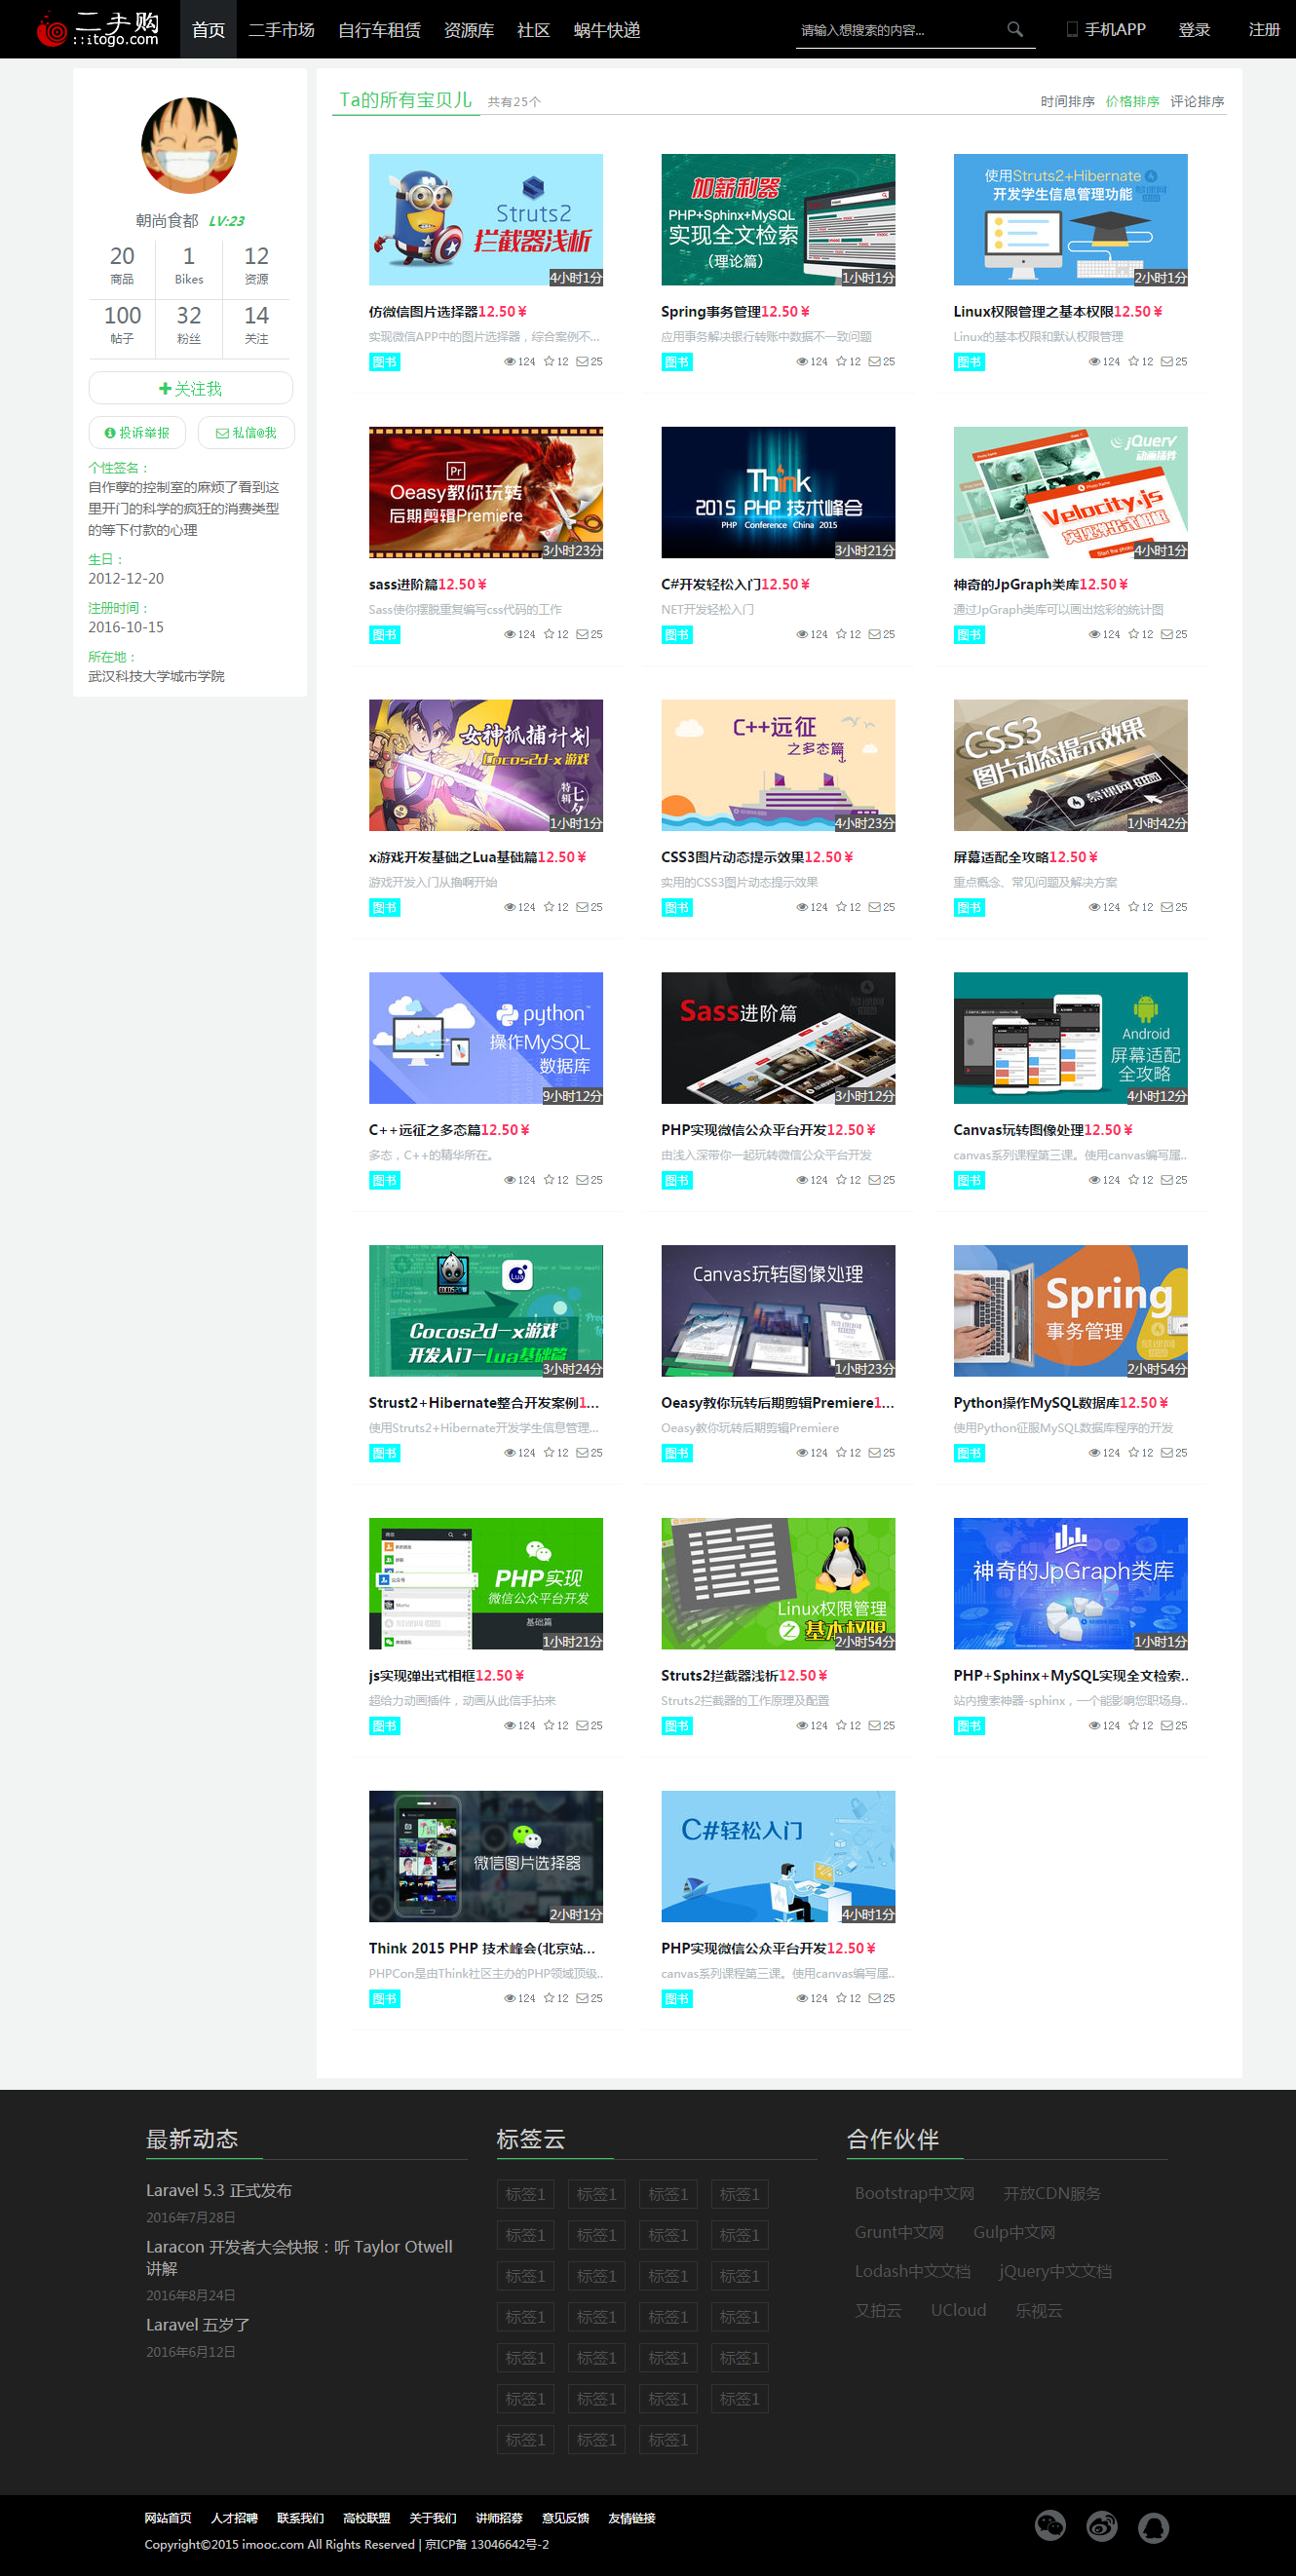 二手购
::itogo.com
首页 二手市场 自行车租赁 资源库 社区 蜗牛快递
请输入想搜索的内容...
手机APP 登录 注册
朝尚食都 LV:23
20 1 12
商品 Bikes 资源
100 32 14
帖子 粉丝 关注
关注我
投诉举报 私信@我
个性签名：
自作孽的控制室的麻烦了看到这
里开门的科学的疯狂的消费类型
的等下付款的心理
生日：
2012-12-20
注册时间：
2016-10-15
所在地：
武汉科技大学城市学院
Ta的所有宝贝儿 共有25个
时间排序 价格排序 评论排序
Struts2
拦截器浅析
4小时1分
仿微信图片选择器12.50￥
实现微信APP中的图片选择器，综合案例不...
图书 124 12 25
加薪利器
PHP+Sphinx+MySQL
实现全文检索
（理论篇）
1小时1分
Spring事务管理12.50￥
应用事务解决银行转账中数据不一致问题
图书 124 12 25
使用Struts2+Hibernate
开发学生信息管理功能
2小时1分
Linux权限管理之基本权限12.50￥
Linux的基本权限和默认权限管理
图书 124 12 25
Pr
Oeasy教你玩转
后期剪辑Premiere
3小时23分
sass进阶篇12.50￥
Sass使你摆脱重复编写css代码的工作
图书 124 12 25
Think
2015 PHP 技术峰会
PHP Conference China 2015
3小时21分
C#开发轻松入门12.50￥
NET开发轻松入门
图书 124 12 25
jQuery
动画插件
Velocity.js
实现弹出式相框
Start the photo
4小时1分
神奇的JpGraph类库12.50￥
通过JpGraph类库可以画出炫彩的统计图
图书 124 12 25
女神抓捕计划
Cocos2d-x 游戏
特辑 七夕
1小时1分
x游戏开发基础之Lua基础篇12.50￥
游戏开发入门从撸啊开始
图书 124 12 25
C++远征
之多态篇
4小时23分
CSS3图片动态提示效果12.50￥
实用的CSS3图片动态提示效果
图书 124 12 25
CSS3
图片动态提示效果
慕课网
1小时42分
屏幕适配全攻略12.50￥
重点概念、常见问题及解决方案
图书 124 12 25
python
操作MySQL
数据库
9小时12分
C++远征之多态篇12.50￥
多态，C++的精华所在。
图书 124 12 25
Sass进阶篇
3小时12分
PHP实现微信公众平台开发12.50￥
由浅入深带你一起玩转微信公众平台开发
图书 124 12 25
Android
屏幕适配
全攻略
4小时12分
Canvas玩转图像处理12.50￥
canvas系列课程第三课。使用canvas编写属...
图书 124 12 25
Lua
Cocos2d-x游戏
开发入门-Lua基础篇
3小时24分
Strust2+Hibernate整合开发案例1...
使用Struts2+Hibernate开发学生信息管理...
图书 124 12 25
Canvas玩转图像处理
1小时23分
Oeasy教你玩转后期剪辑Premiere1...
Oeasy教你玩转后期剪辑Premiere
图书 124 12 25
Spring
事务管理
2小时54分
Python操作MySQL数据库12.50￥
使用Python征服MySQL数据库程序的开发
图书 124 12 25
PHP实现
微信公众平台开发
基础篇
1小时21分
js实现弹出式相框12.50￥
超给力动画插件，动画从此信手拈来
图书 124 12 25
Linux权限管理
之 基本权限
2小时54分
Struts2拦截器浅析12.50￥
Struts2拦截器的工作原理及配置
图书 124 12 25
神奇的JpGraph类库
1小时1分
PHP+Sphinx+MySQL实现全文检索...
站内搜索神器-sphinx，一个能影响您职场身...
图书 124 12 25
微信图片选择器
2小时1分
Think 2015 PHP 技术峰会(北京站...
PHPCon是由Think社区主办的PHP领域顶级...
图书 124 12 25
C#轻松入门
4小时1分
PHP实现微信公众平台开发12.50￥
canvas系列课程第三课。使用canvas编写属...
图书 124 12 25
最新动态
Laravel 5.3 正式发布
2016年7月28日
Laracon 开发者大会快报：听 Taylor Otwell
讲解
2016年8月24日
Laravel 五岁了
2016年6月12日
标签云
标签1 标签1 标签1 标签1
标签1 标签1 标签1 标签1
标签1 标签1 标签1 标签1
标签1 标签1 标签1 标签1
标签1 标签1 标签1 标签1
标签1 标签1 标签1 标签1
标签1 标签1 标签1
合作伙伴
Bootstrap中文网 开放CDN服务
Grunt中文网 Gulp中文网
Lodash中文文档 jQuery中文文档
又拍云 UCloud 乐视云
网站首页 人才招聘 联系我们 高校联盟 关于我们 讲师招募 意见反馈 友情链接
Copyright©2015 imooc.com All Rights Reserved | 京ICP备 13046642号-2